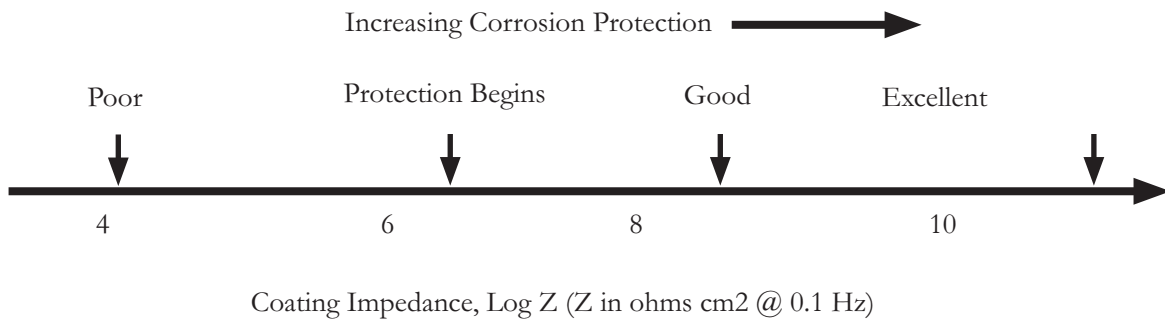 Increasing Corrosion Protection
Poor Protection Begins Good Excellent
4 6 8 10
Coating Impedance, Log Z (Z in ohms cm2 @ 0.1 Hz)